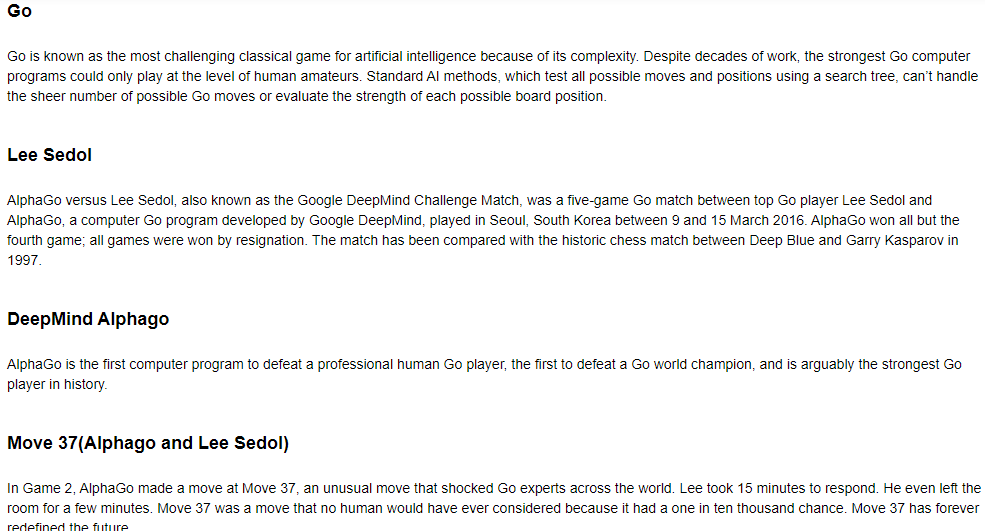 Go
Go is known as the most challenging classical game for artificial intelligence because of its complexity. Despite decades of work, the strongest Go computer
programs could only play at the level of human amateurs. Standard AI methods, which test all possible moves and positions using a search tree, can’t handle
the sheer number of possible Go moves or evaluate the strength of each possible board position.
Lee Sedol
AlphaGo versus Lee Sedol, also known as the Google DeepMind Challenge Match, was a five-game Go match between top Go player Lee Sedol and
AlphaGo, a computer Go program developed by Google DeepMind, played in Seoul, South Korea between 9 and 15 March 2016. AlphaGo won all but the
fourth game; all games were won by resignation. The match has been compared with the historic chess match between Deep Blue and Garry Kasparov in
1997.
DeepMind Alphago
AlphaGo is the first computer program to defeat a professional human Go player, the first to defeat a Go world champion, and is arguably the strongest Go
player in history.
Move 37(Alphago and Lee Sedol)
In Game 2, AlphaGo made a move at Move 37, an unusual move that shocked Go experts across the world. Lee took 15 minutes to respond. He even left the
room for a few minutes. Move 37 was a move that no human would have ever considered because it had a one in ten thousand chance. Move 37 has forever
redefined the future